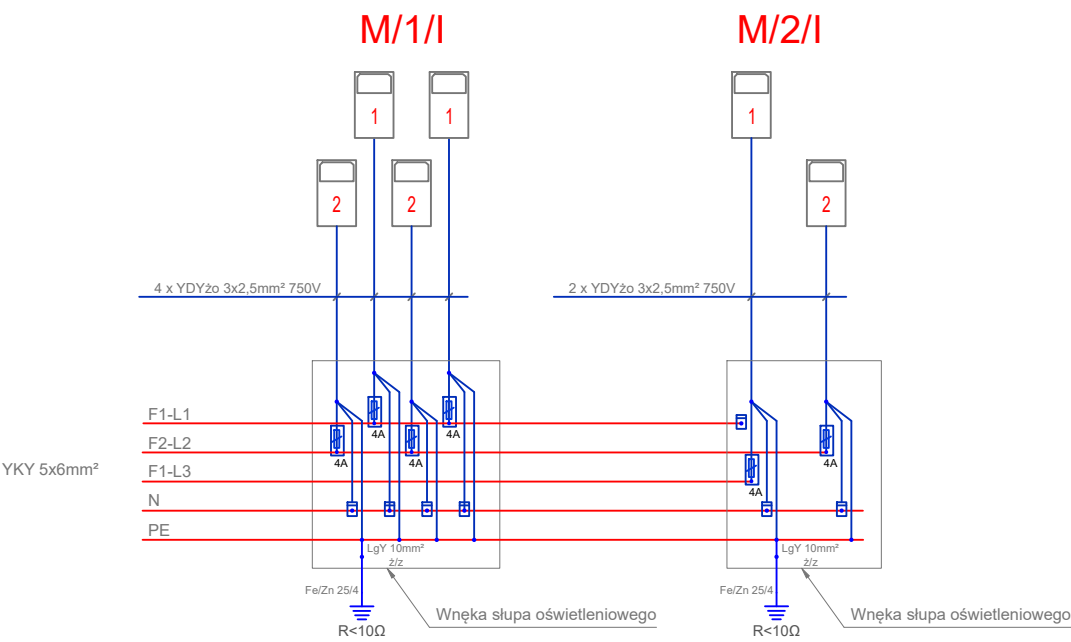 M/1/I
M/2/I
1
1
1
2
2
2
4 x YDYżo 3x2,5mm² 750V
2 x YDYżo 3x2,5mm² 750V
F1-L1
4A
4A
F2-L2
4A
4A
4A
YKY 5x6mm²
F1-L3
4A
N
PE
LgY 10mm²
ż/z
LgY 10mm²
ż/z
Fe/Zn 25/4
Fe/Zn 25/4
Wnęka słupa oświetleniowego
Wnęka słupa oświetleniowego
R<10Ω
R<10Ω